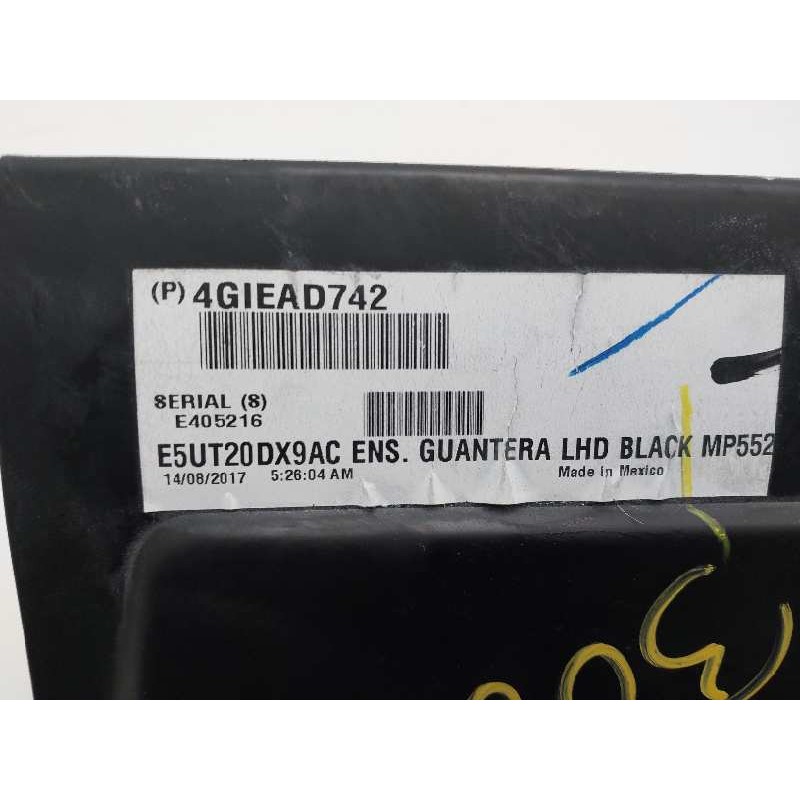 (P) 4GIEAD742
SERIAL (S)
E405216
E5UT20DX9AC ENS. GUANTERA LHD BLACK MP552
14/08/2017 5:26:04 AM Made in Mexico